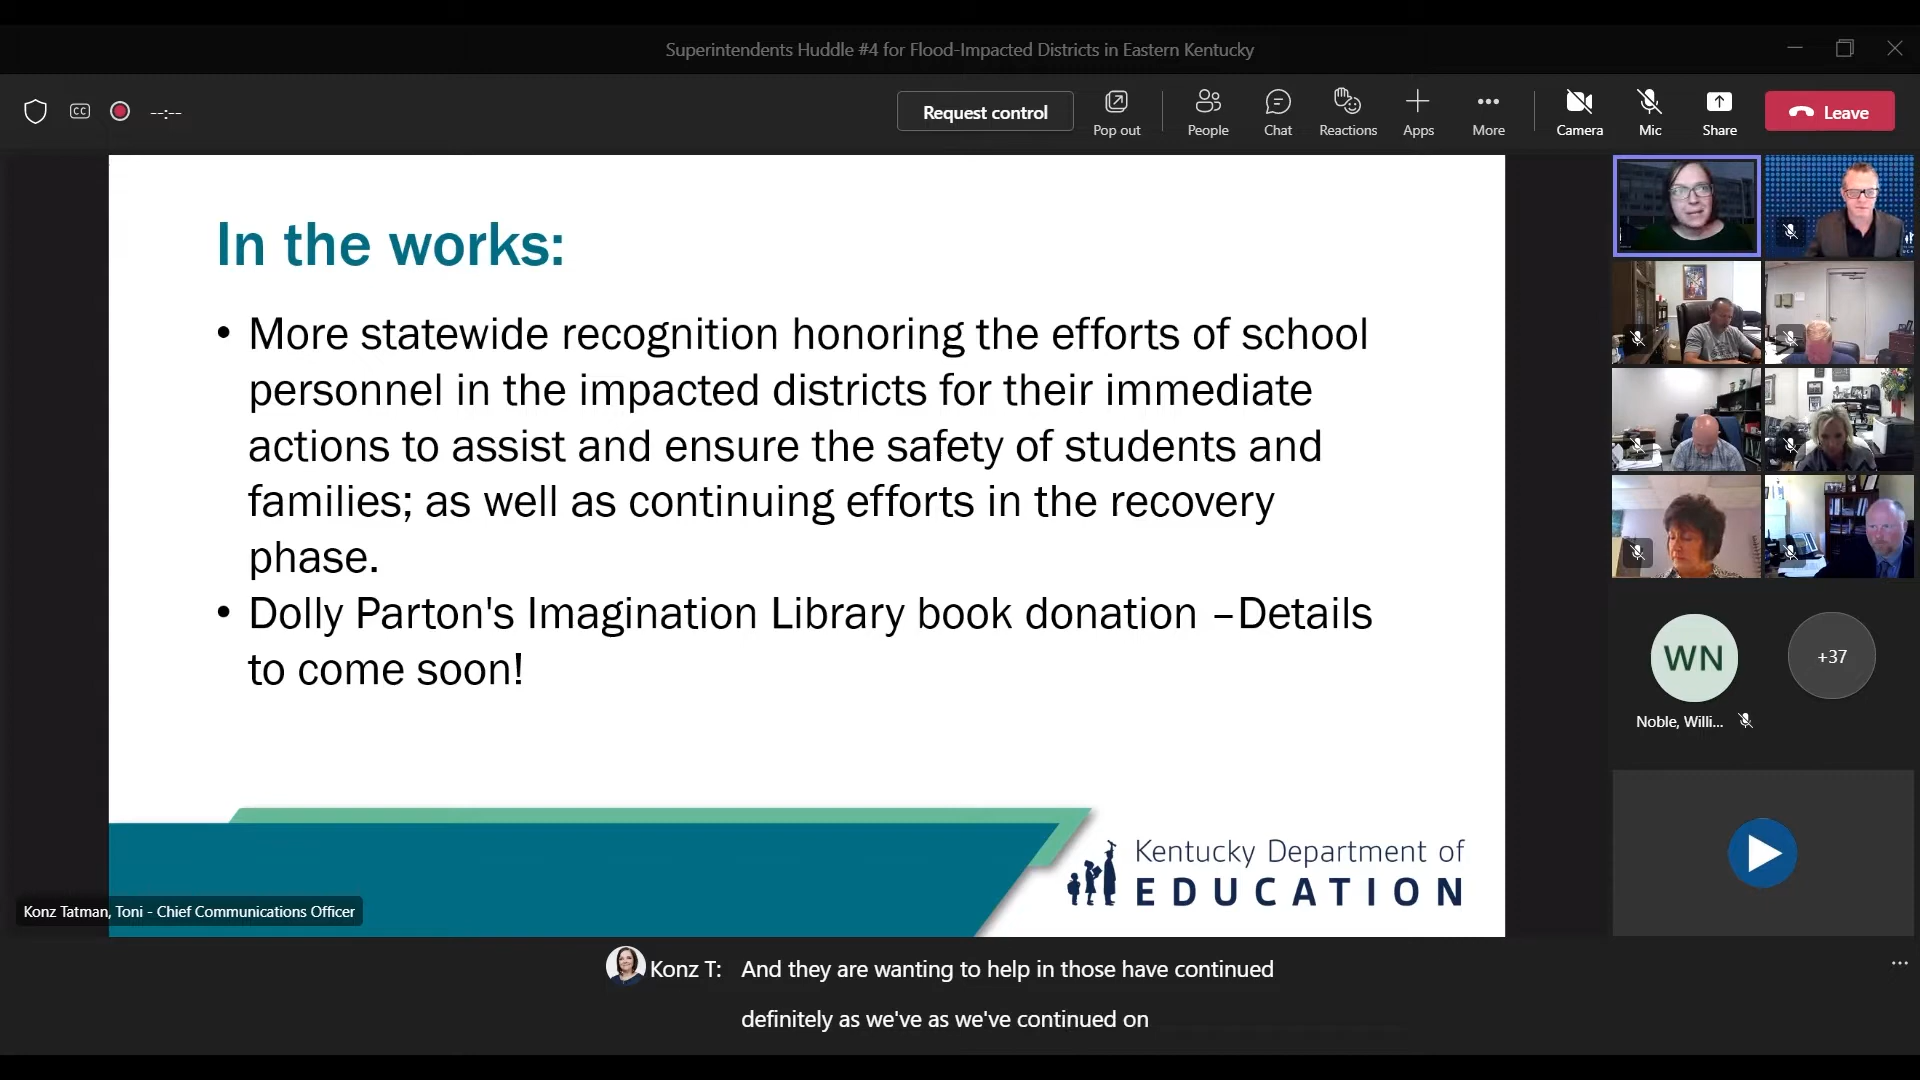 Superintendents Huddle #4 for Flood-Impacted Districts in Eastern Kentucky
CC
--:--
Request control
Pop out
People
Chat
Reactions
Apps
More
Camera
Mic
Share
Leave
In the works:
• More statewide recognition honoring the efforts of school
personnel in the impacted districts for their immediate
actions to assist and ensure the safety of students and
families; as well as continuing efforts in the recovery
phase.
• Dolly Parton's Imagination Library book donation –Details
to come soon!
Kentucky Department of
EDUCATION
Konz Tatman, Toni - Chief Communications Officer
WN
Noble, Willi...
+37
Konz T: And they are wanting to help in those have continued
definitely as we've as we've continued on